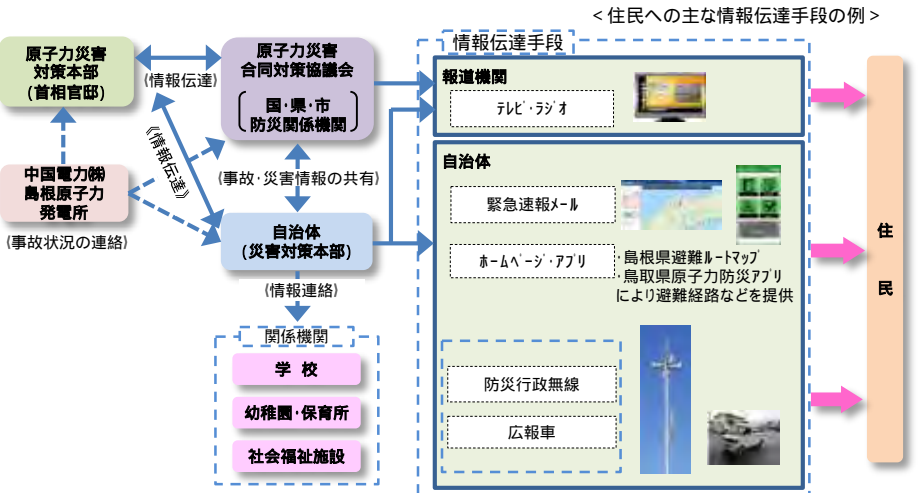 <住民への主な情報伝達手段の例>
原子力災害
対策本部
(首相官邸)
(情報伝達)
原子力災害
合同対策協議会
国・県・市
防災関係機関
《情報伝達》
中国電力㈱
島根原子力
発電所
(事故状況の連絡)
(事故・災害情報の共有)
自治体
(災害対策本部)
(情報連絡)
関係機関
学 校
幼稚園・保育所
社会福祉施設
情報伝達手段
報道機関
ﾃﾚﾋﾞ・ﾗｼﾞｵ
自治体
緊急速報ﾒｰﾙ
ﾎｰﾑﾍﾟｰｼﾞ・ｱﾌﾟﾘ
・島根県避難ﾙｰﾄﾏｯﾌﾟ
・鳥取県原子力防災ｱﾌﾟﾘ
により避難経路などを提供
防災行政無線
広報車
住
民